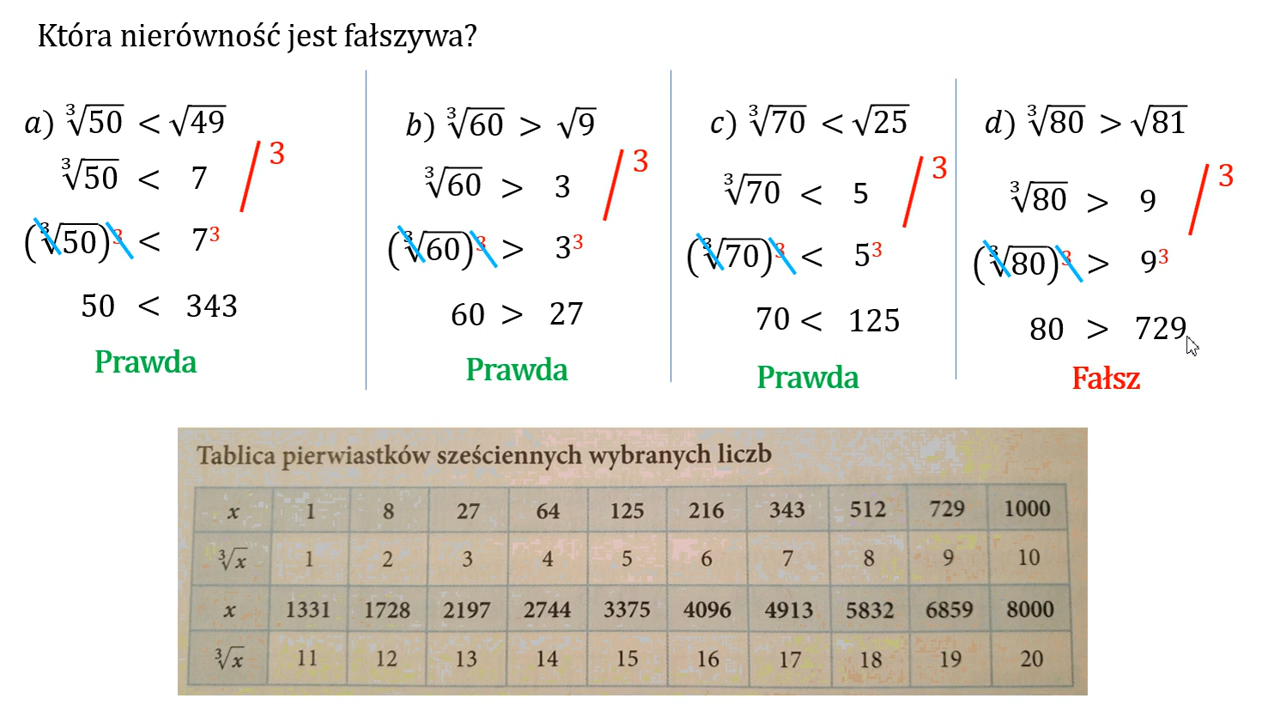 Która nierówność jest fałszywa?
a) ∛50 < √49
∛50 < 7 / 3
(∛50)³ < 7³
50 < 343
Prawda
b) ∛60 > √9
∛60 > 3 / 3
(∛60)³ > 3³
60 > 27
Prawda
c) ∛70 < √25
∛70 < 5 / 3
(∛70)³ < 5³
70 < 125
Prawda
d) ∛80 > √81
∛80 > 9 / 3
(∛80)³ > 9³
80 > 729
Fałsz
Tablica pierwiastków sześciennych wybranych liczb
x 1 8 27 64 125 216 343 512 729 1000
∛x 1 2 3 4 5 6 7 8 9 10
x 1331 1728 2197 2744 3375 4096 4913 5832 6859 8000
∛x 11 12 13 14 15 16 17 18 19 20